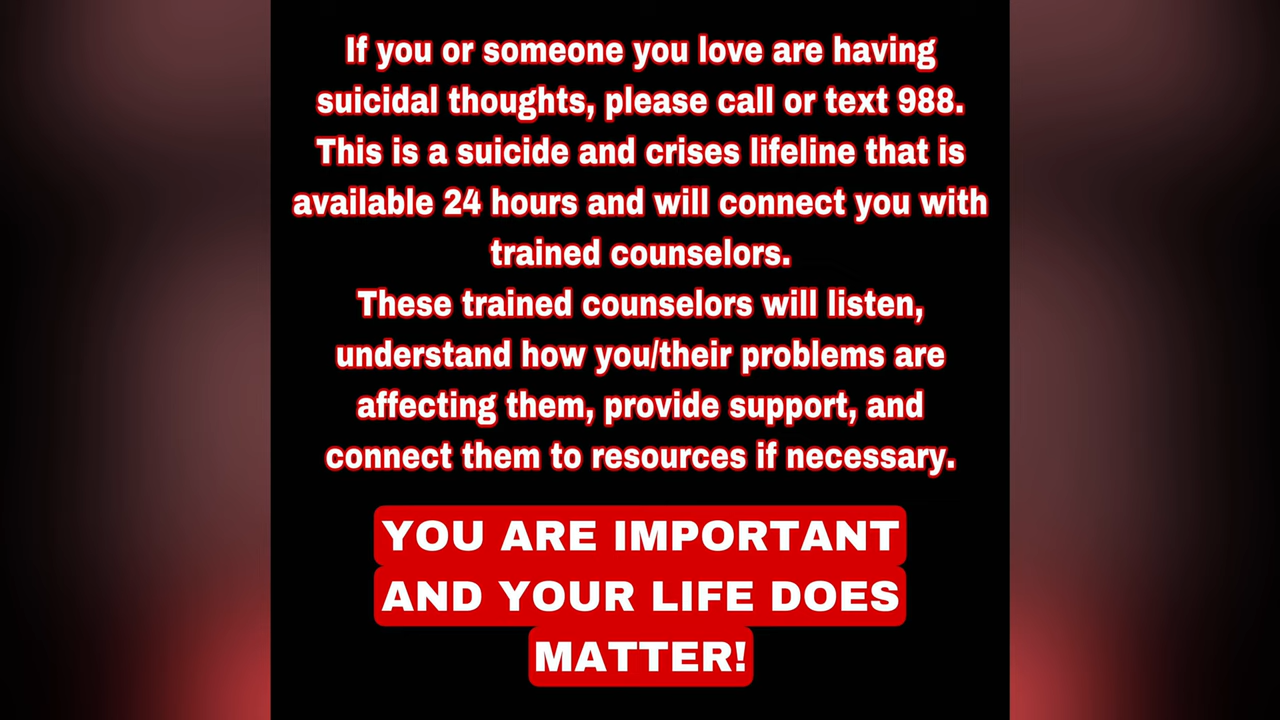 If you or someone you love are having
suicidal thoughts, please call or text 988.
This is a suicide and crises lifeline that is
available 24 hours and will connect you with
trained counselors.
These trained counselors will listen,
understand how you/their problems are
affecting them, provide support, and
connect them to resources if necessary.
YOU ARE IMPORTANT
AND YOUR LIFE DOES
MATTER!